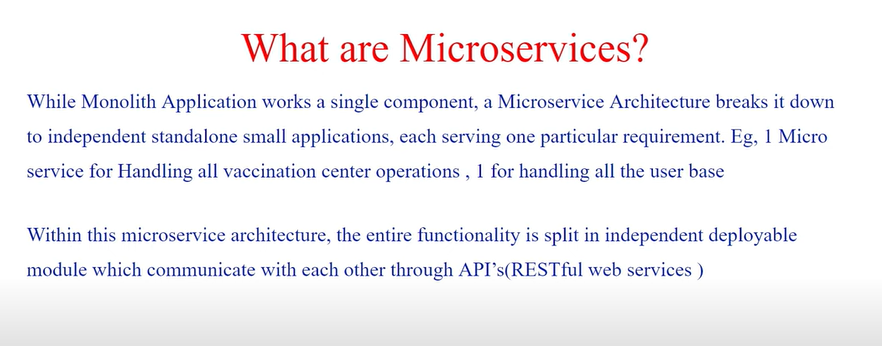 What are Microservices?
While Monolith Application works a single component, a Microservice Architecture breaks it down
to independent standalone small applications, each serving one particular requirement. Eg, 1 Micro
service for Handling all vaccination center operations , 1 for handling all the user base
Within this microservice architecture, the entire functionality is split in independent deployable
module which communicate with each other through API’s(RESTful web services )